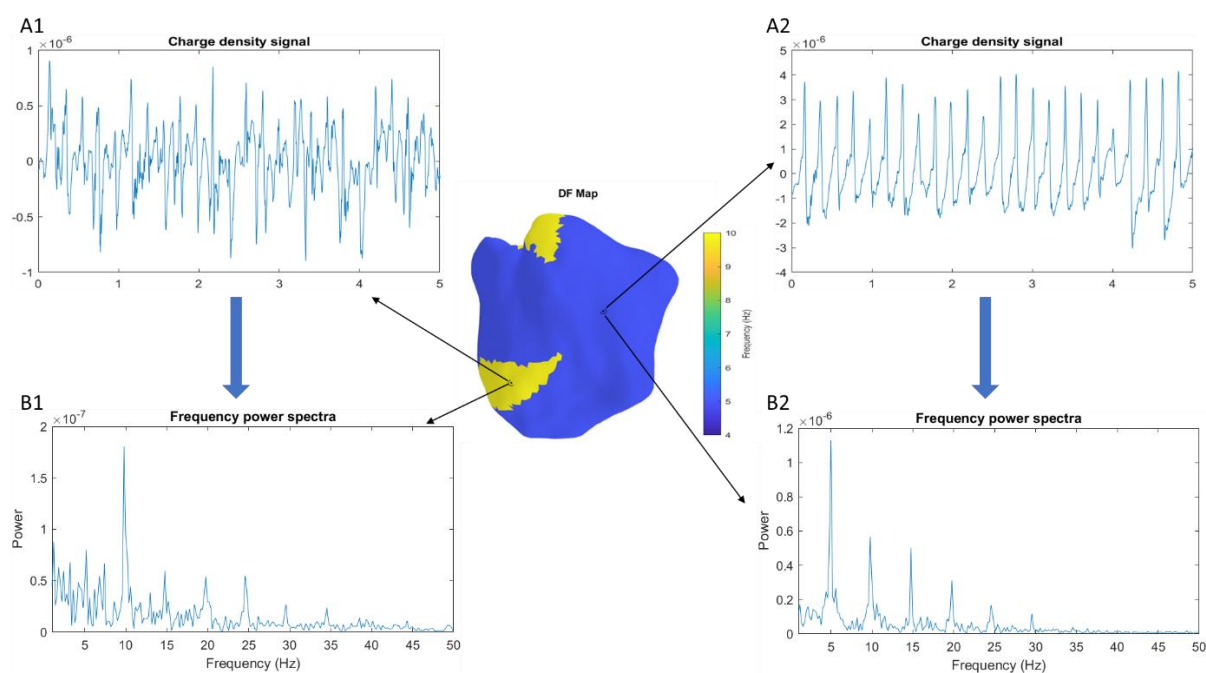 A1
×10⁻⁶
Charge density signal
1
0.5
0
-0.5
-1
0 1 2 3 4 5
A2
×10⁻⁶
Charge density signal
5
4
3
2
1
0
-1
-2
-3
-4
0 1 2 3 4 5
DF Map
10
9
8
7
6
5
4
Frequency (Hz)
B1
×10⁻⁷
Frequency power spectra
2
1.5
1
0.5
0
Power
5 10 15 20 25 30 35 40 45 50
Frequency (Hz)
B2
×10⁻⁶
Frequency power spectra
1.2
1
0.8
0.6
0.4
0.2
0
Power
5 10 15 20 25 30 35 40 45 50
Frequency (Hz)